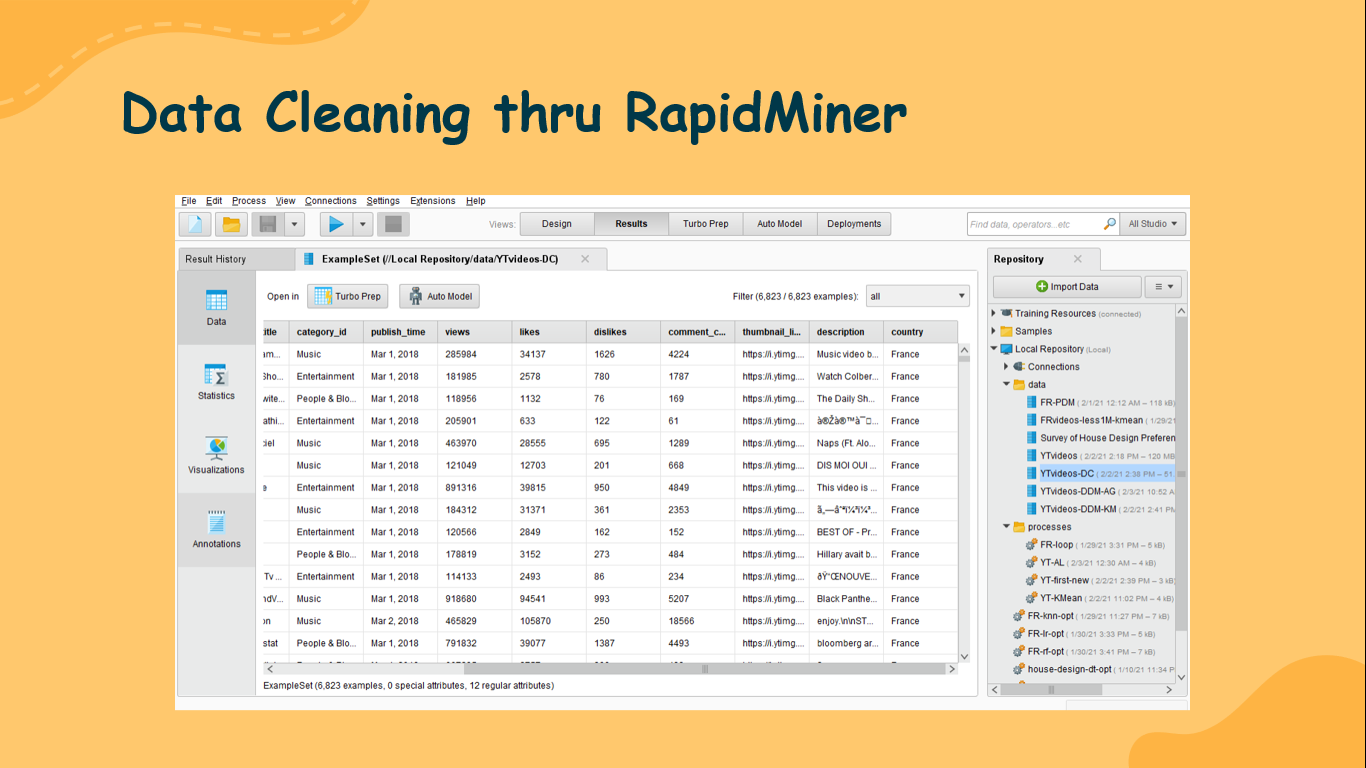 Data Cleaning thru RapidMiner
File Edit Process View Connections Settings Extensions Help
Views: Design Results Turbo Prep Auto Model Deployments
Find data, operators...etc
All Studio
Result History
ExampleSet (//Local Repository/data/YTvideos-DC)
Data
Statistics
Visualizations
Annotations
Open in Turbo Prep Auto Model
Filter (6,823 / 6,823 examples): all
title category_id publish_time views likes dislikes comment_c... thumbnail_li... description country
am... Music Mar 1, 2018 285984 34137 1626 4224 https://i.ytimg.... Music video b... France
Sho... Entertainment Mar 1, 2018 181985 2578 780 1787 https://i.ytimg.... Watch Colber... France
wite... People & Blo... Mar 1, 2018 118956 1132 76 169 https://i.ytimg.... The Daily Sh... France
athi... Entertainment Mar 1, 2018 205901 633 122 61 https://i.ytimg.... France
ciel Music Mar 1, 2018 463970 28555 695 1289 https://i.ytimg.... Naps (Ft. Alo... France
Music Mar 1, 2018 121049 12703 201 668 https://i.ytimg.... DIS MOI OUI ... France
e Entertainment Mar 1, 2018 891316 39815 950 4849 https://i.ytimg.... This video is ... France
Music Mar 1, 2018 184312 31371 361 2353 https://i.ytimg.... France
Entertainment Mar 1, 2018 120566 2849 162 152 https://i.ytimg.... BEST OF - Pr... France
People & Blo... Mar 1, 2018 178819 3152 273 484 https://i.ytimg.... Hillary avait b... France
Tv ... Entertainment Mar 1, 2018 114133 2493 86 234 https://i.ytimg.... ðŸ"ŒNOUVE... France
ndV... Music Mar 1, 2018 918680 94541 993 5207 https://i.ytimg.... Black Panthe... France
on Music Mar 2, 2018 465829 105870 250 18566 https://i.ytimg.... enjoy.\n\nST... France
stat People & Blo... Mar 1, 2018 791832 39077 1387 4493 https://i.ytimg.... bloomberg ar... France
ExampleSet (6,823 examples, 0 special attributes, 12 regular attributes)
Repository
Import Data
Training Resources (connected)
Samples
Local Repository (Local)
Connections
data
FR-PDM ( 2/1/21 12:12 AM – 118 kB)
FRvideos-less1M-kmean ( 1/29/21
Survey of House Design Preferen
YTvideos ( 2/2/21 2:18 PM – 120 MB
YTvideos-DC ( 2/2/21 2:38 PM – 51.
YTvideos-DDM-AG ( 2/3/21 10:52 A
YTvideos-DDM-KM ( 2/2/21 2:41 PM
processes
FR-loop ( 1/29/21 3:31 PM – 5 kB)
YT-AL ( 2/3/21 12:30 AM – 4 kB)
YT-first-new ( 2/2/21 2:39 PM – 3 kB
YT-KMean ( 2/2/21 11:02 PM – 4 kB)
FR-knn-opt ( 1/29/21 11:27 PM – 7 kB)
FR-lr-opt ( 1/30/21 3:33 PM – 5 kB)
FR-rf-opt ( 1/30/21 3:41 PM – 7 kB)
house-design-dt-opt ( 1/10/21 11:34 P